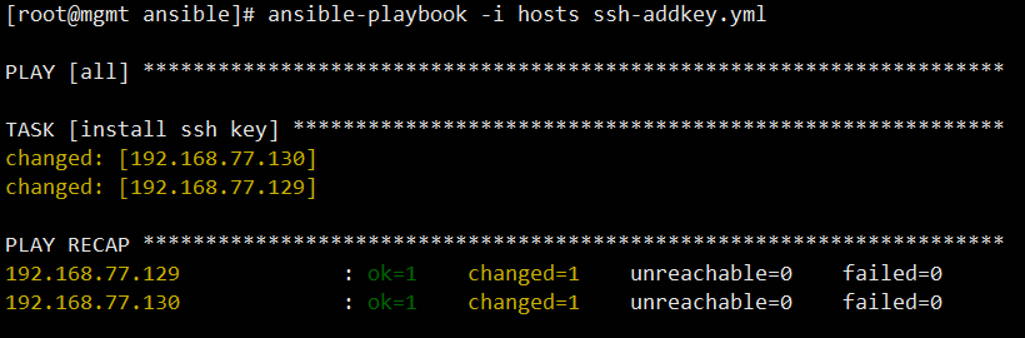 [root@mgmt ansible]# ansible-playbook -i hosts ssh-addkey.yml
PLAY [all] *********************************************************************
TASK [install ssh key] *********************************************************
changed: [192.168.77.130]
changed: [192.168.77.129]
PLAY RECAP *********************************************************************
192.168.77.129             : ok=1    changed=1    unreachable=0    failed=0
192.168.77.130             : ok=1    changed=1    unreachable=0    failed=0